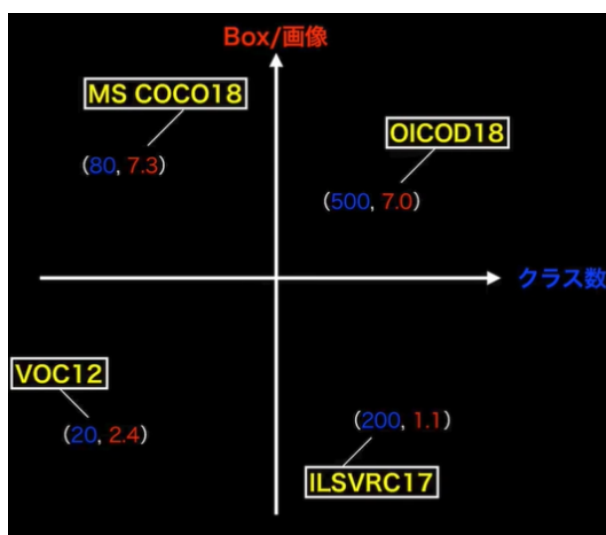 Box/画像
MS COCO18
(80, 7.3)
OICOD18
(500, 7.0)
クラス数
VOC12
(20, 2.4)
(200, 1.1)
ILSVRC17